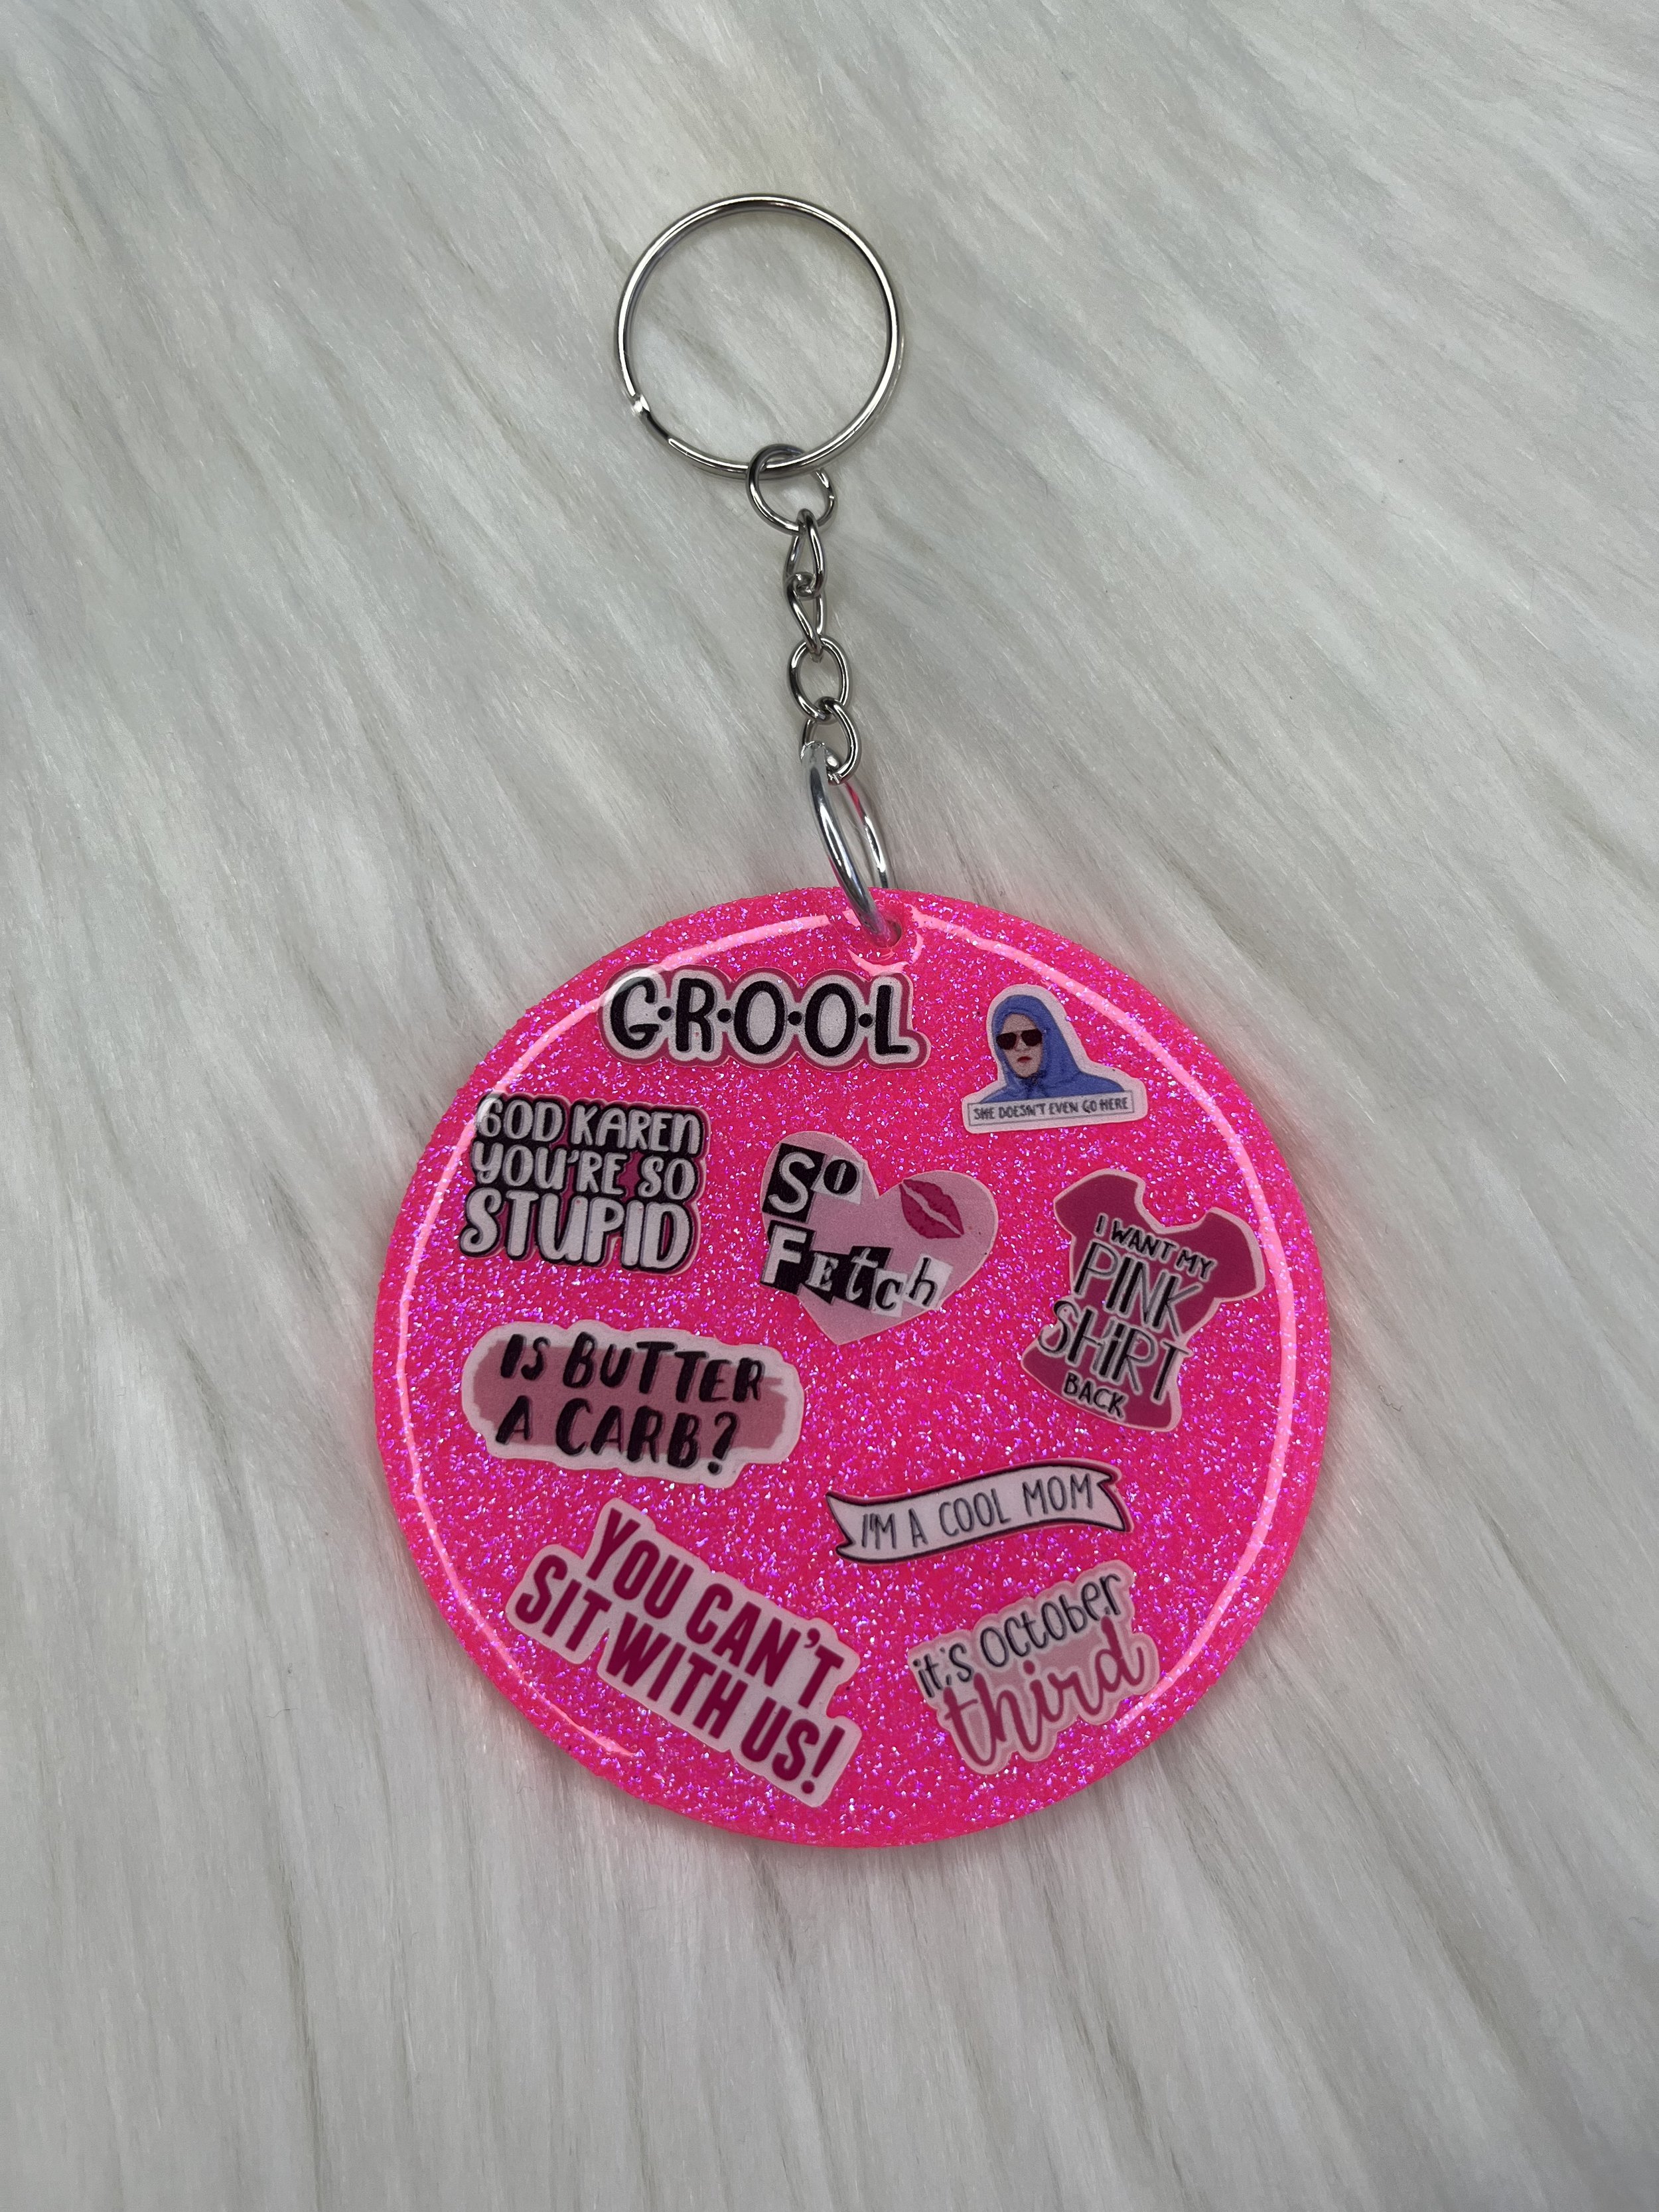 G·R·O·O·L
SHE DOESN'T EVEN GO HERE
GOD KAREN
YOU'RE SO
STUPID
SO
FEtch
I WANT MY
PINK
SHiRT
BACK
IS BUTTER
A CARB?
I'M A COOL MOM
YOU CAN'T
SIT WITH US!
it's OctOber
third